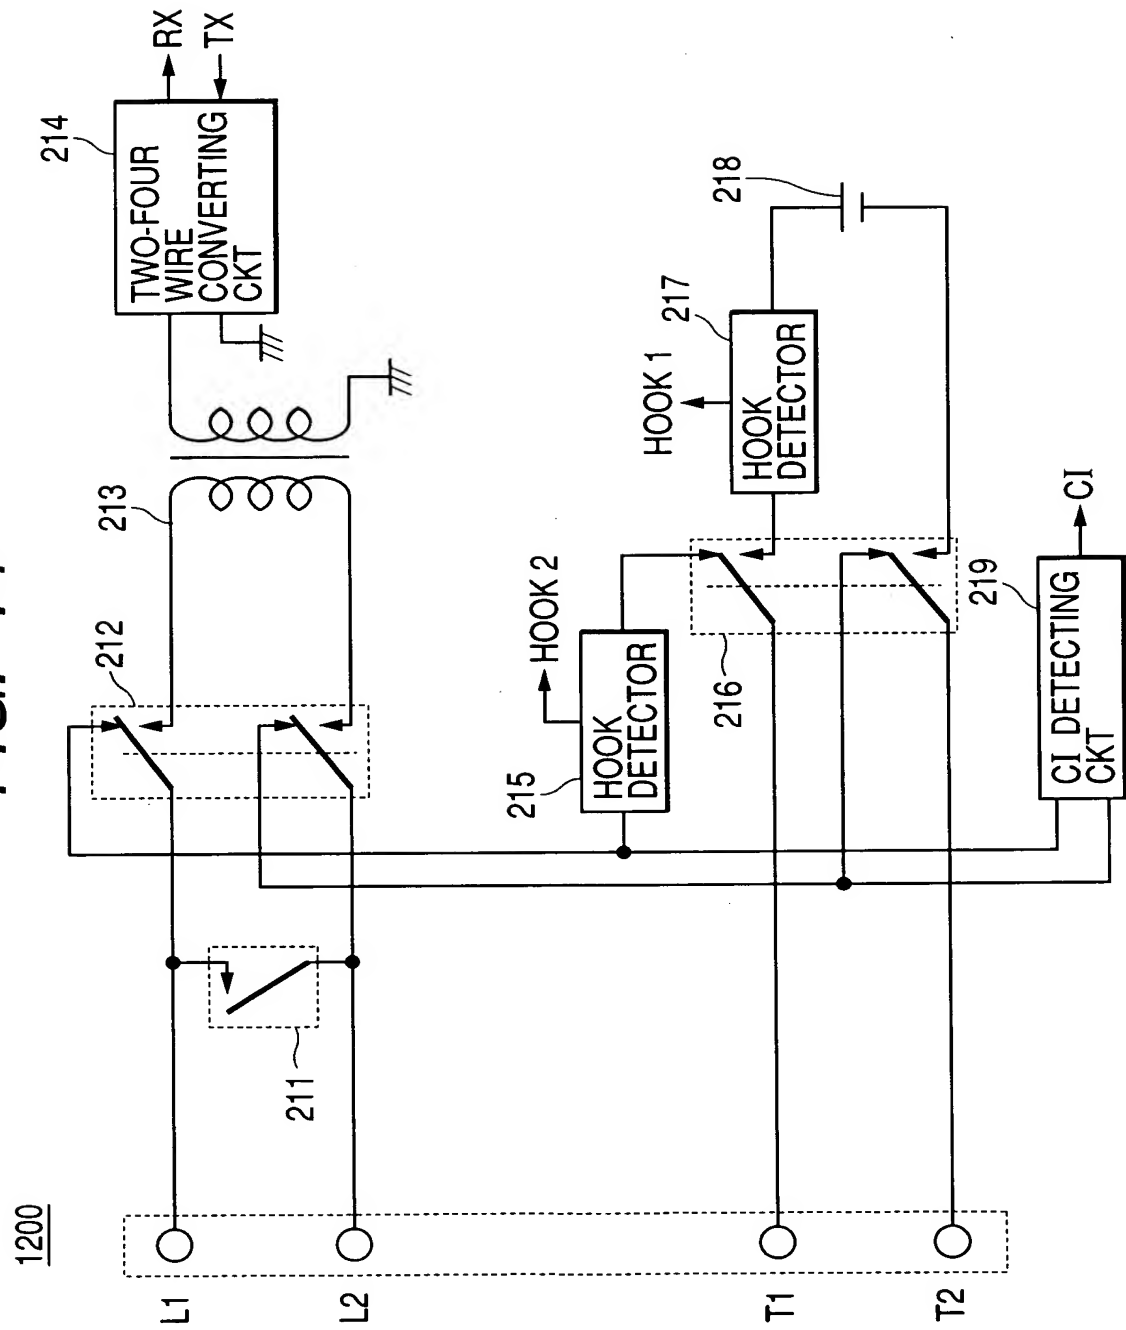 1200
L1
L2
T1
T2
211
212
213
214
TWO-FOUR
WIRE
CONVERTING
CKT
RX
TX
215
HOOK
DETECTOR
HOOK 2
216
217
HOOK
DETECTOR
HOOK 1
218
219
CI DETECTING
CKT
CI